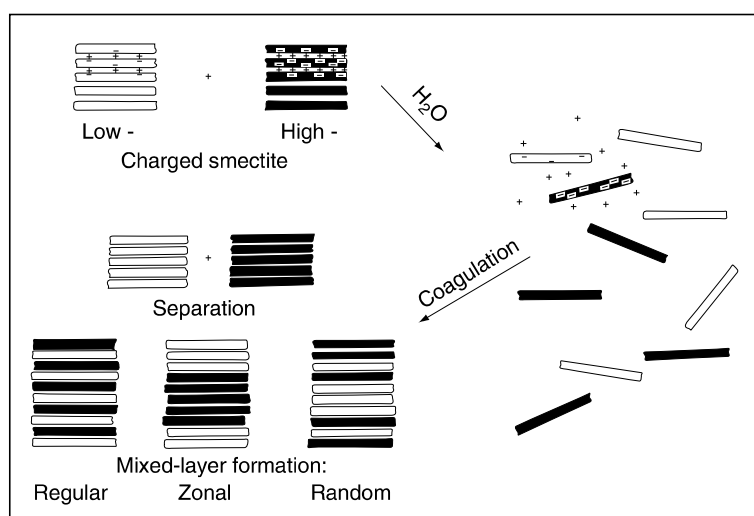 +
Low -
High -
Charged smectite
H₂O
+
Separation
Coagulation
Mixed-layer formation:
Regular
Zonal
Random